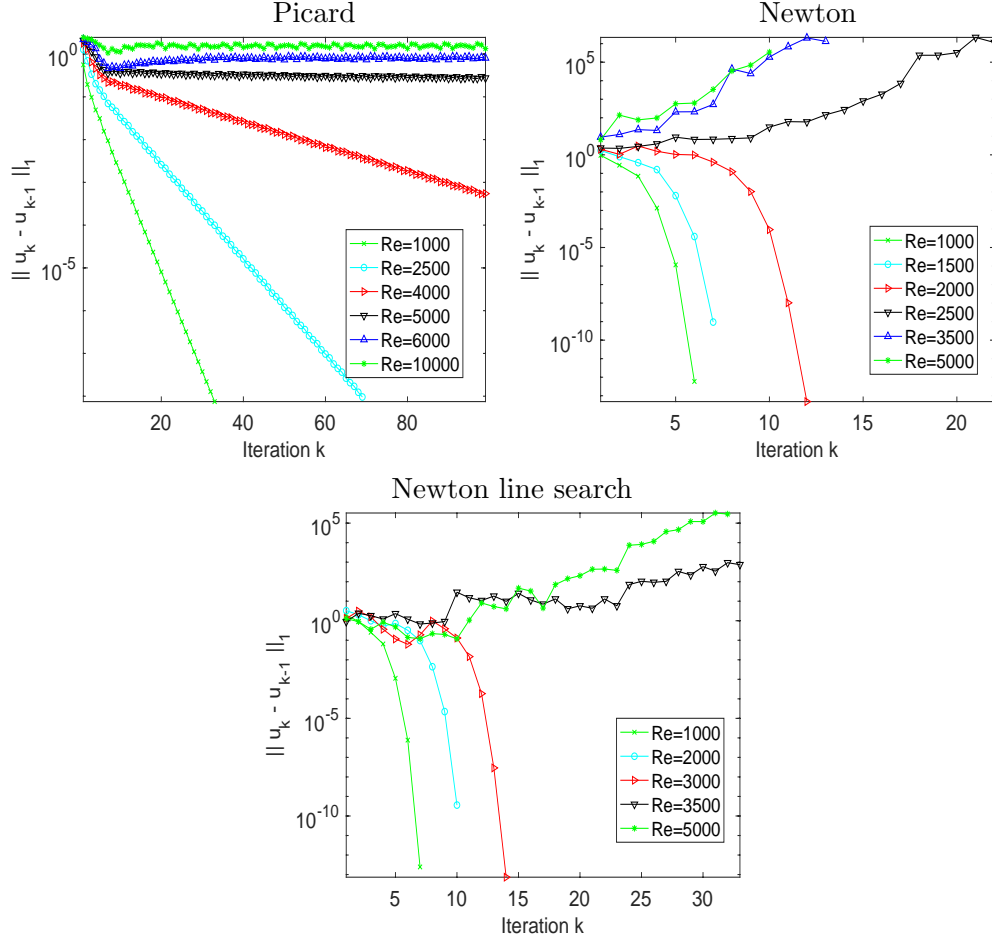 Picard
10^0
10^-5
|| u_k - u_k-1 ||_1
Re=1000
Re=2500
Re=4000
Re=5000
Re=6000
Re=10000
20 40 60 80
Iteration k
Newton
10^5
10^0
10^-5
10^-10
|| u_k - u_k-1 ||_1
Re=1000
Re=1500
Re=2000
Re=2500
Re=3500
Re=5000
5 10 15 20
Iteration k
Newton line search
10^5
10^0
10^-5
10^-10
|| u_k - u_k-1 ||_1
Re=1000
Re=2000
Re=3000
Re=3500
Re=5000
5 10 15 20 25 30
Iteration k